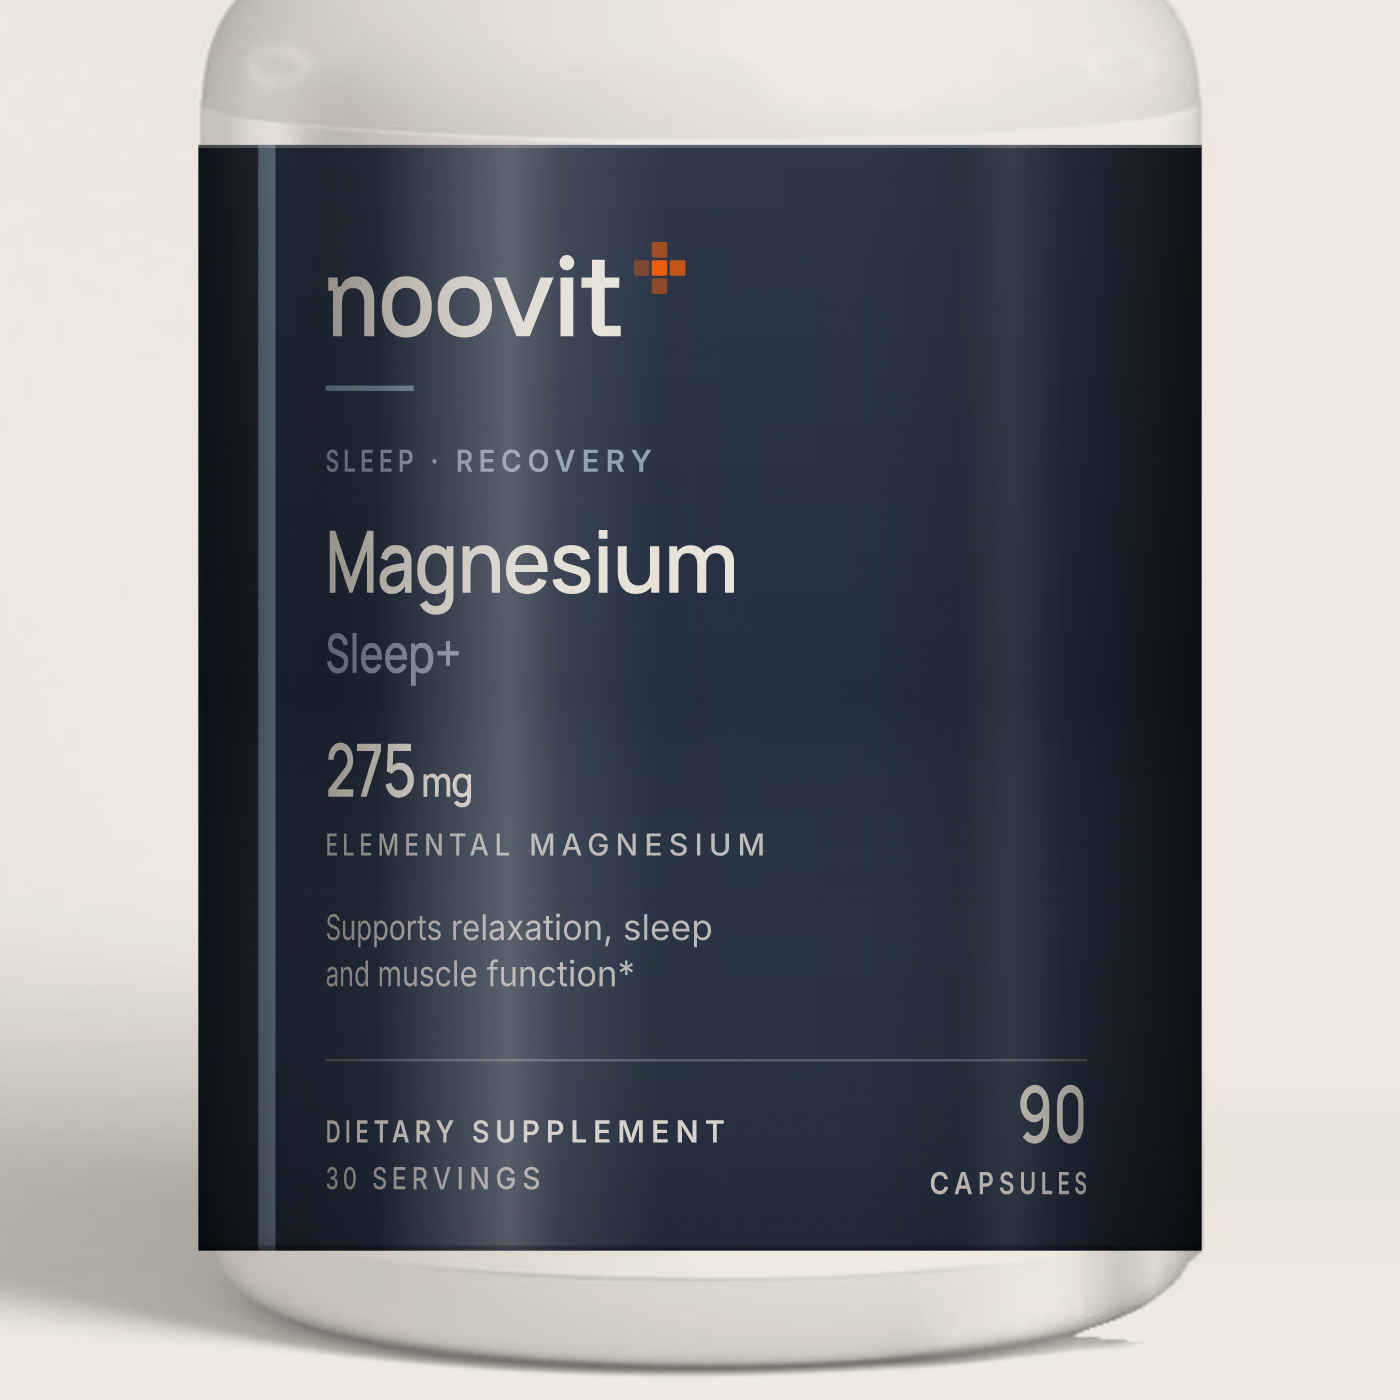 noovit
SLEEP · RECOVERY
Magnesium
Sleep+
275 mg
ELEMENTAL MAGNESIUM
Supports relaxation, sleep
and muscle function*
DIETARY SUPPLEMENT
30 SERVINGS
90
CAPSULES